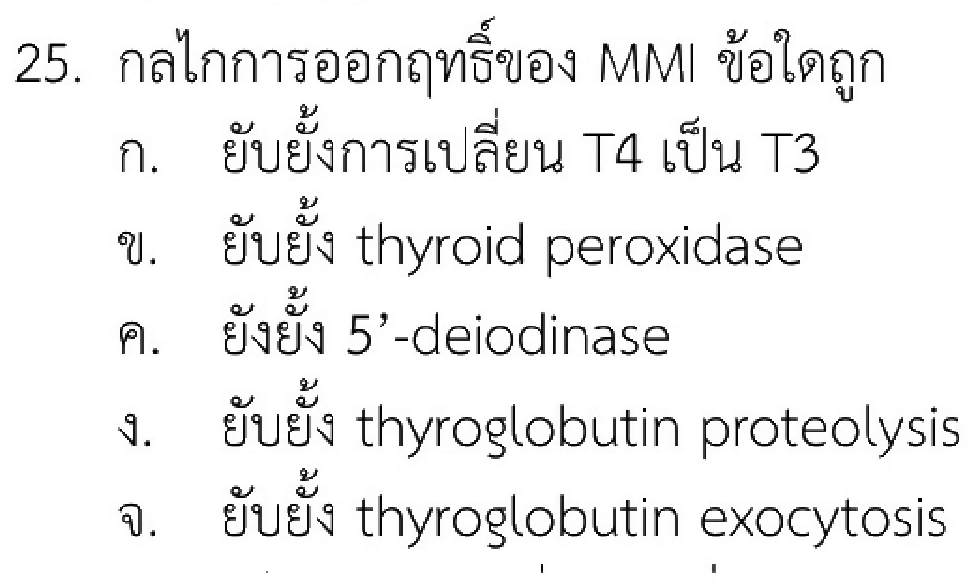 25. กลไกการออกฤทธิ์ของ MMI ข้อใดถูก
ก. ยับยั้งการเปลี่ยน T4 เป็น T3
ข. ยับยั้ง thyroid peroxidase
ค. ยังยั้ง 5’-deiodinase
ง. ยับยั้ง thyroglobutin proteolysis
จ. ยับยั้ง thyroglobutin exocytosis